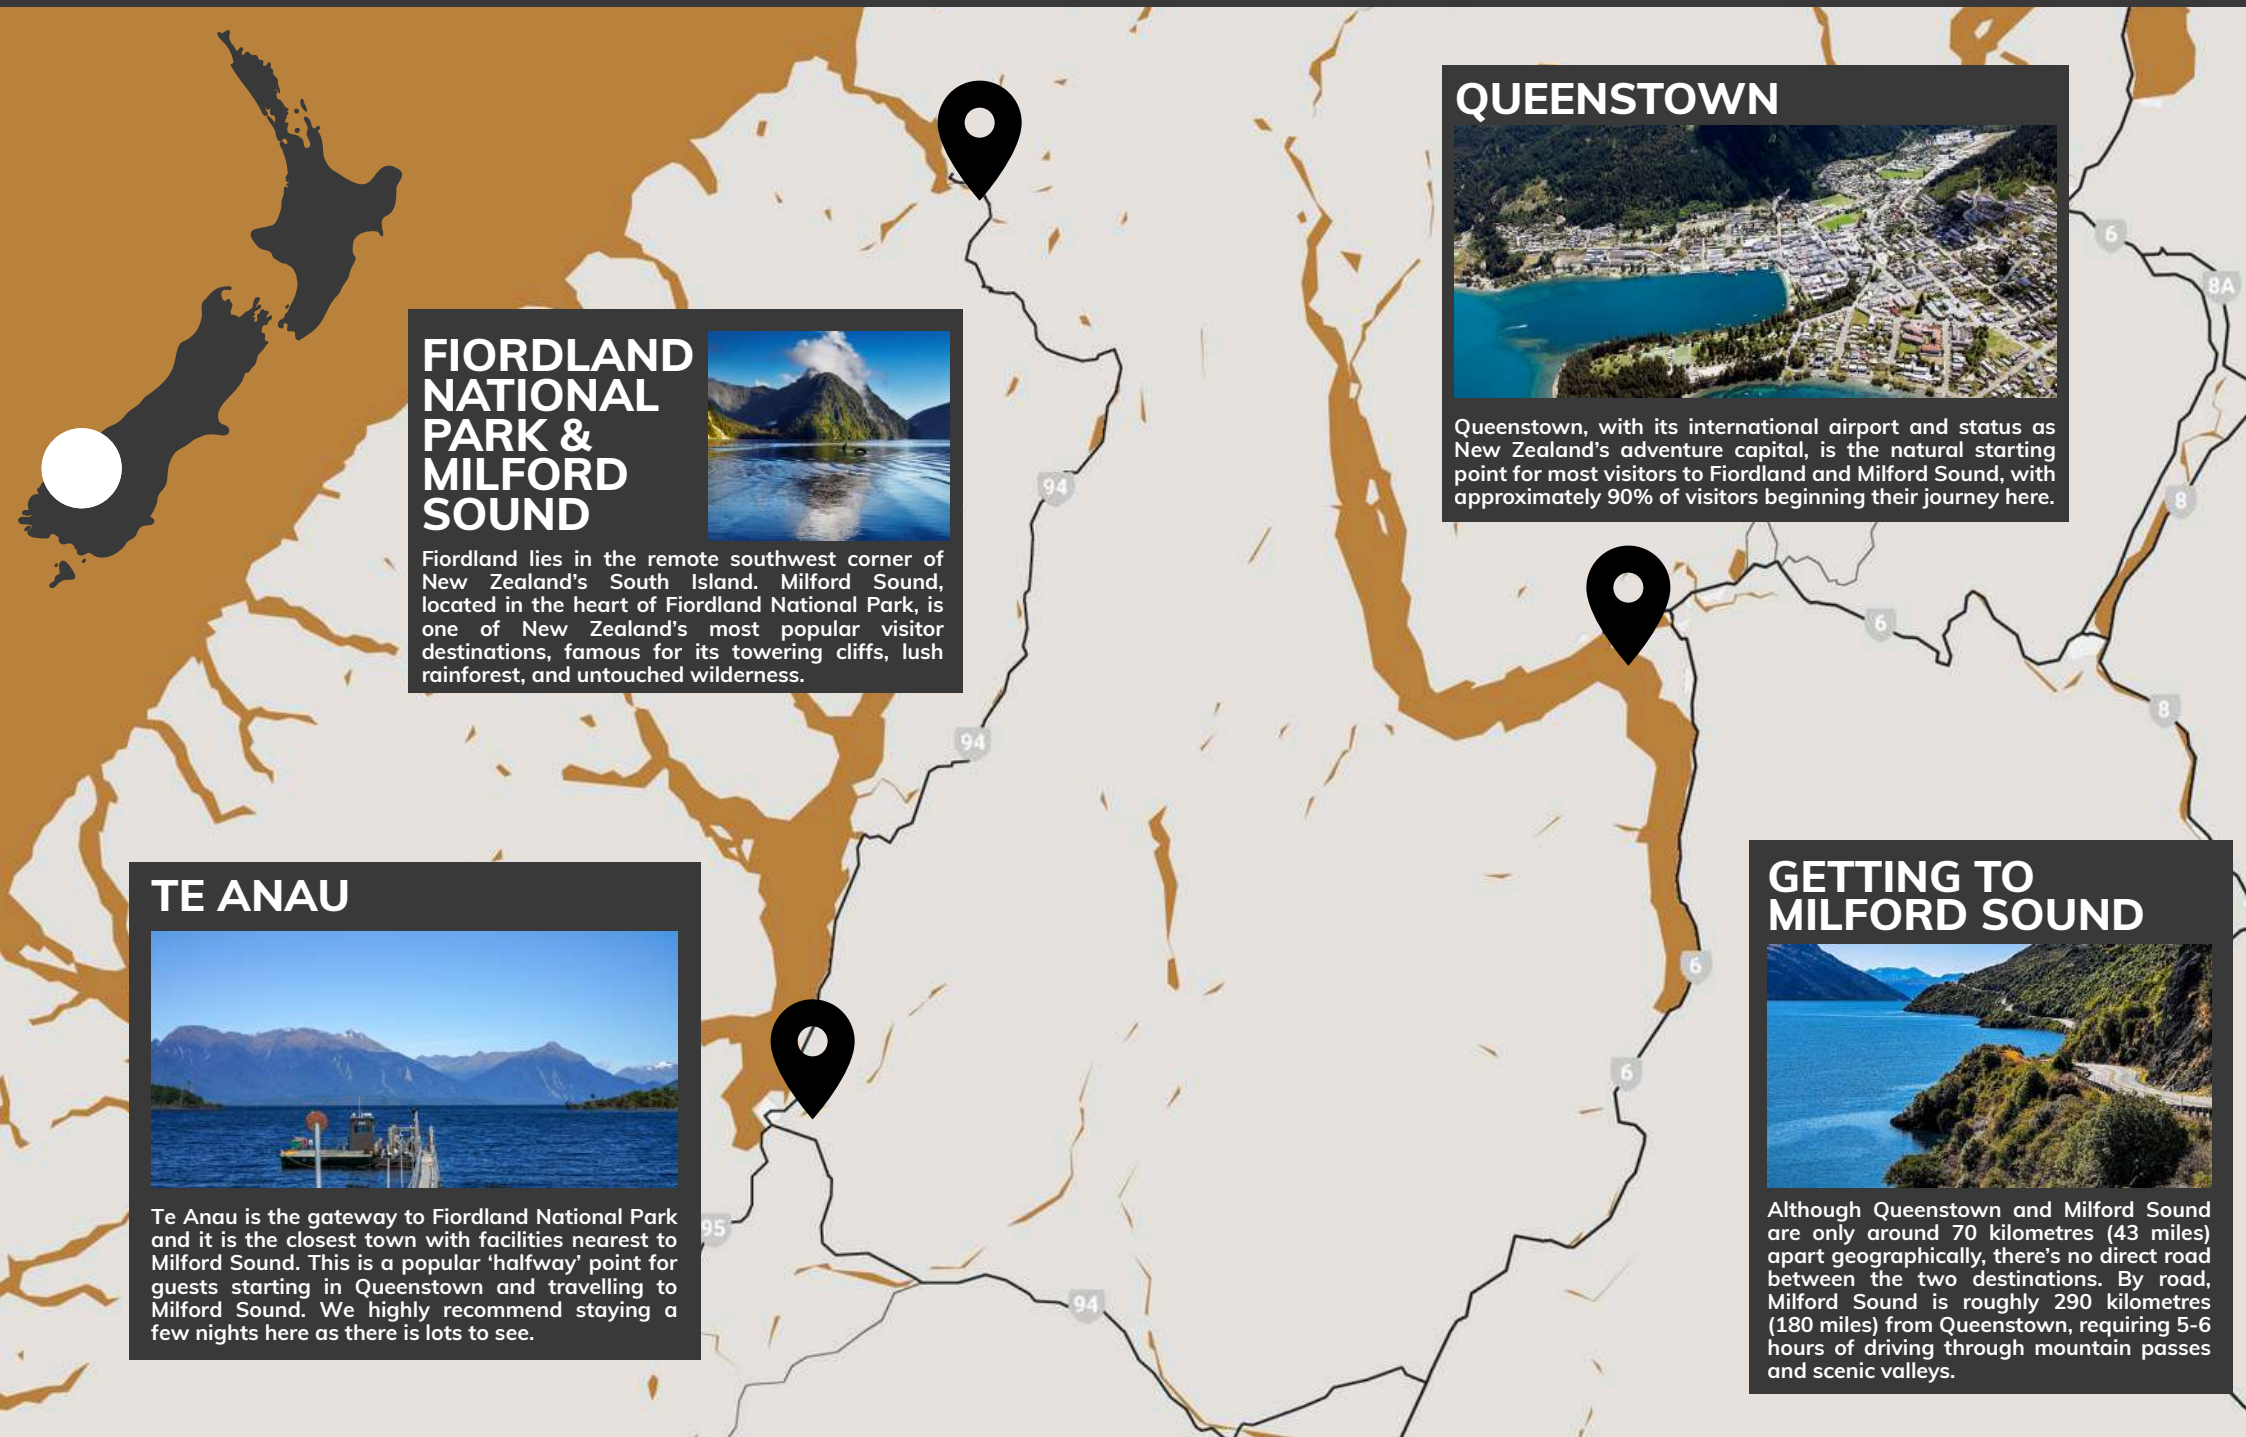 QUEENSTOWN
Queenstown, with its international airport and status as
New Zealand’s adventure capital, is the natural starting
point for most visitors to Fiordland and Milford Sound, with
approximately 90% of visitors beginning their journey here.
FIORDLAND
NATIONAL
PARK &
MILFORD
SOUND
Fiordland lies in the remote southwest corner of
New Zealand’s South Island. Milford Sound,
located in the heart of Fiordland National Park, is
one of New Zealand’s most popular visitor
destinations, famous for its towering cliffs, lush
rainforest, and untouched wilderness.
TE ANAU
Te Anau is the gateway to Fiordland National Park
and it is the closest town with facilities nearest to
Milford Sound. This is a popular ‘halfway’ point for
guests starting in Queenstown and travelling to
Milford Sound. We highly recommend staying a
few nights here as there is lots to see.
GETTING TO
MILFORD SOUND
Although Queenstown and Milford Sound
are only around 70 kilometres (43 miles)
apart geographically, there’s no direct road
between the two destinations. By road,
Milford Sound is roughly 290 kilometres
(180 miles) from Queenstown, requiring 5-6
hours of driving through mountain passes
and scenic valleys.
6
8A
94
8
6
8
94
6
6
95
94